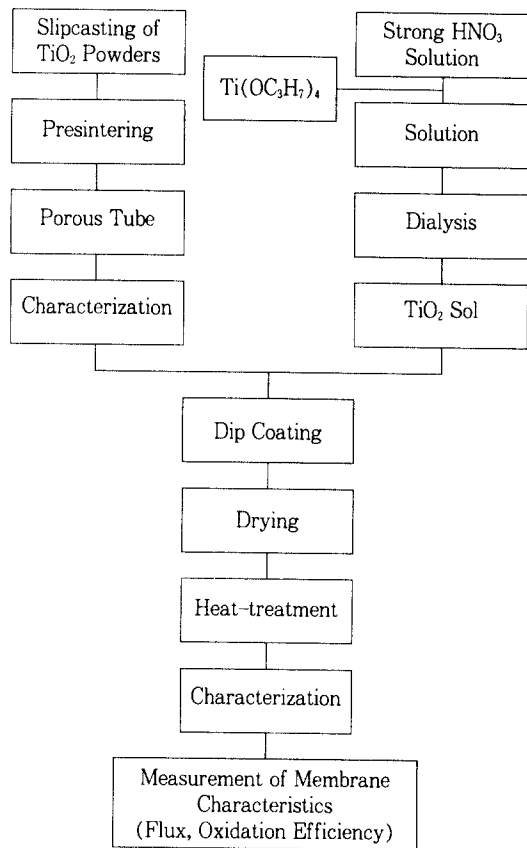 Slipcasting of
TiO₂ Powders
Presintering
Porous Tube
Characterization
Strong HNO₃
Solution
Ti(OC₃H₇)₄
Solution
Dialysis
TiO₂ Sol
Dip Coating
Drying
Heat-treatment
Characterization
Measurement of Membrane
Characteristics
(Flux, Oxidation Efficiency)